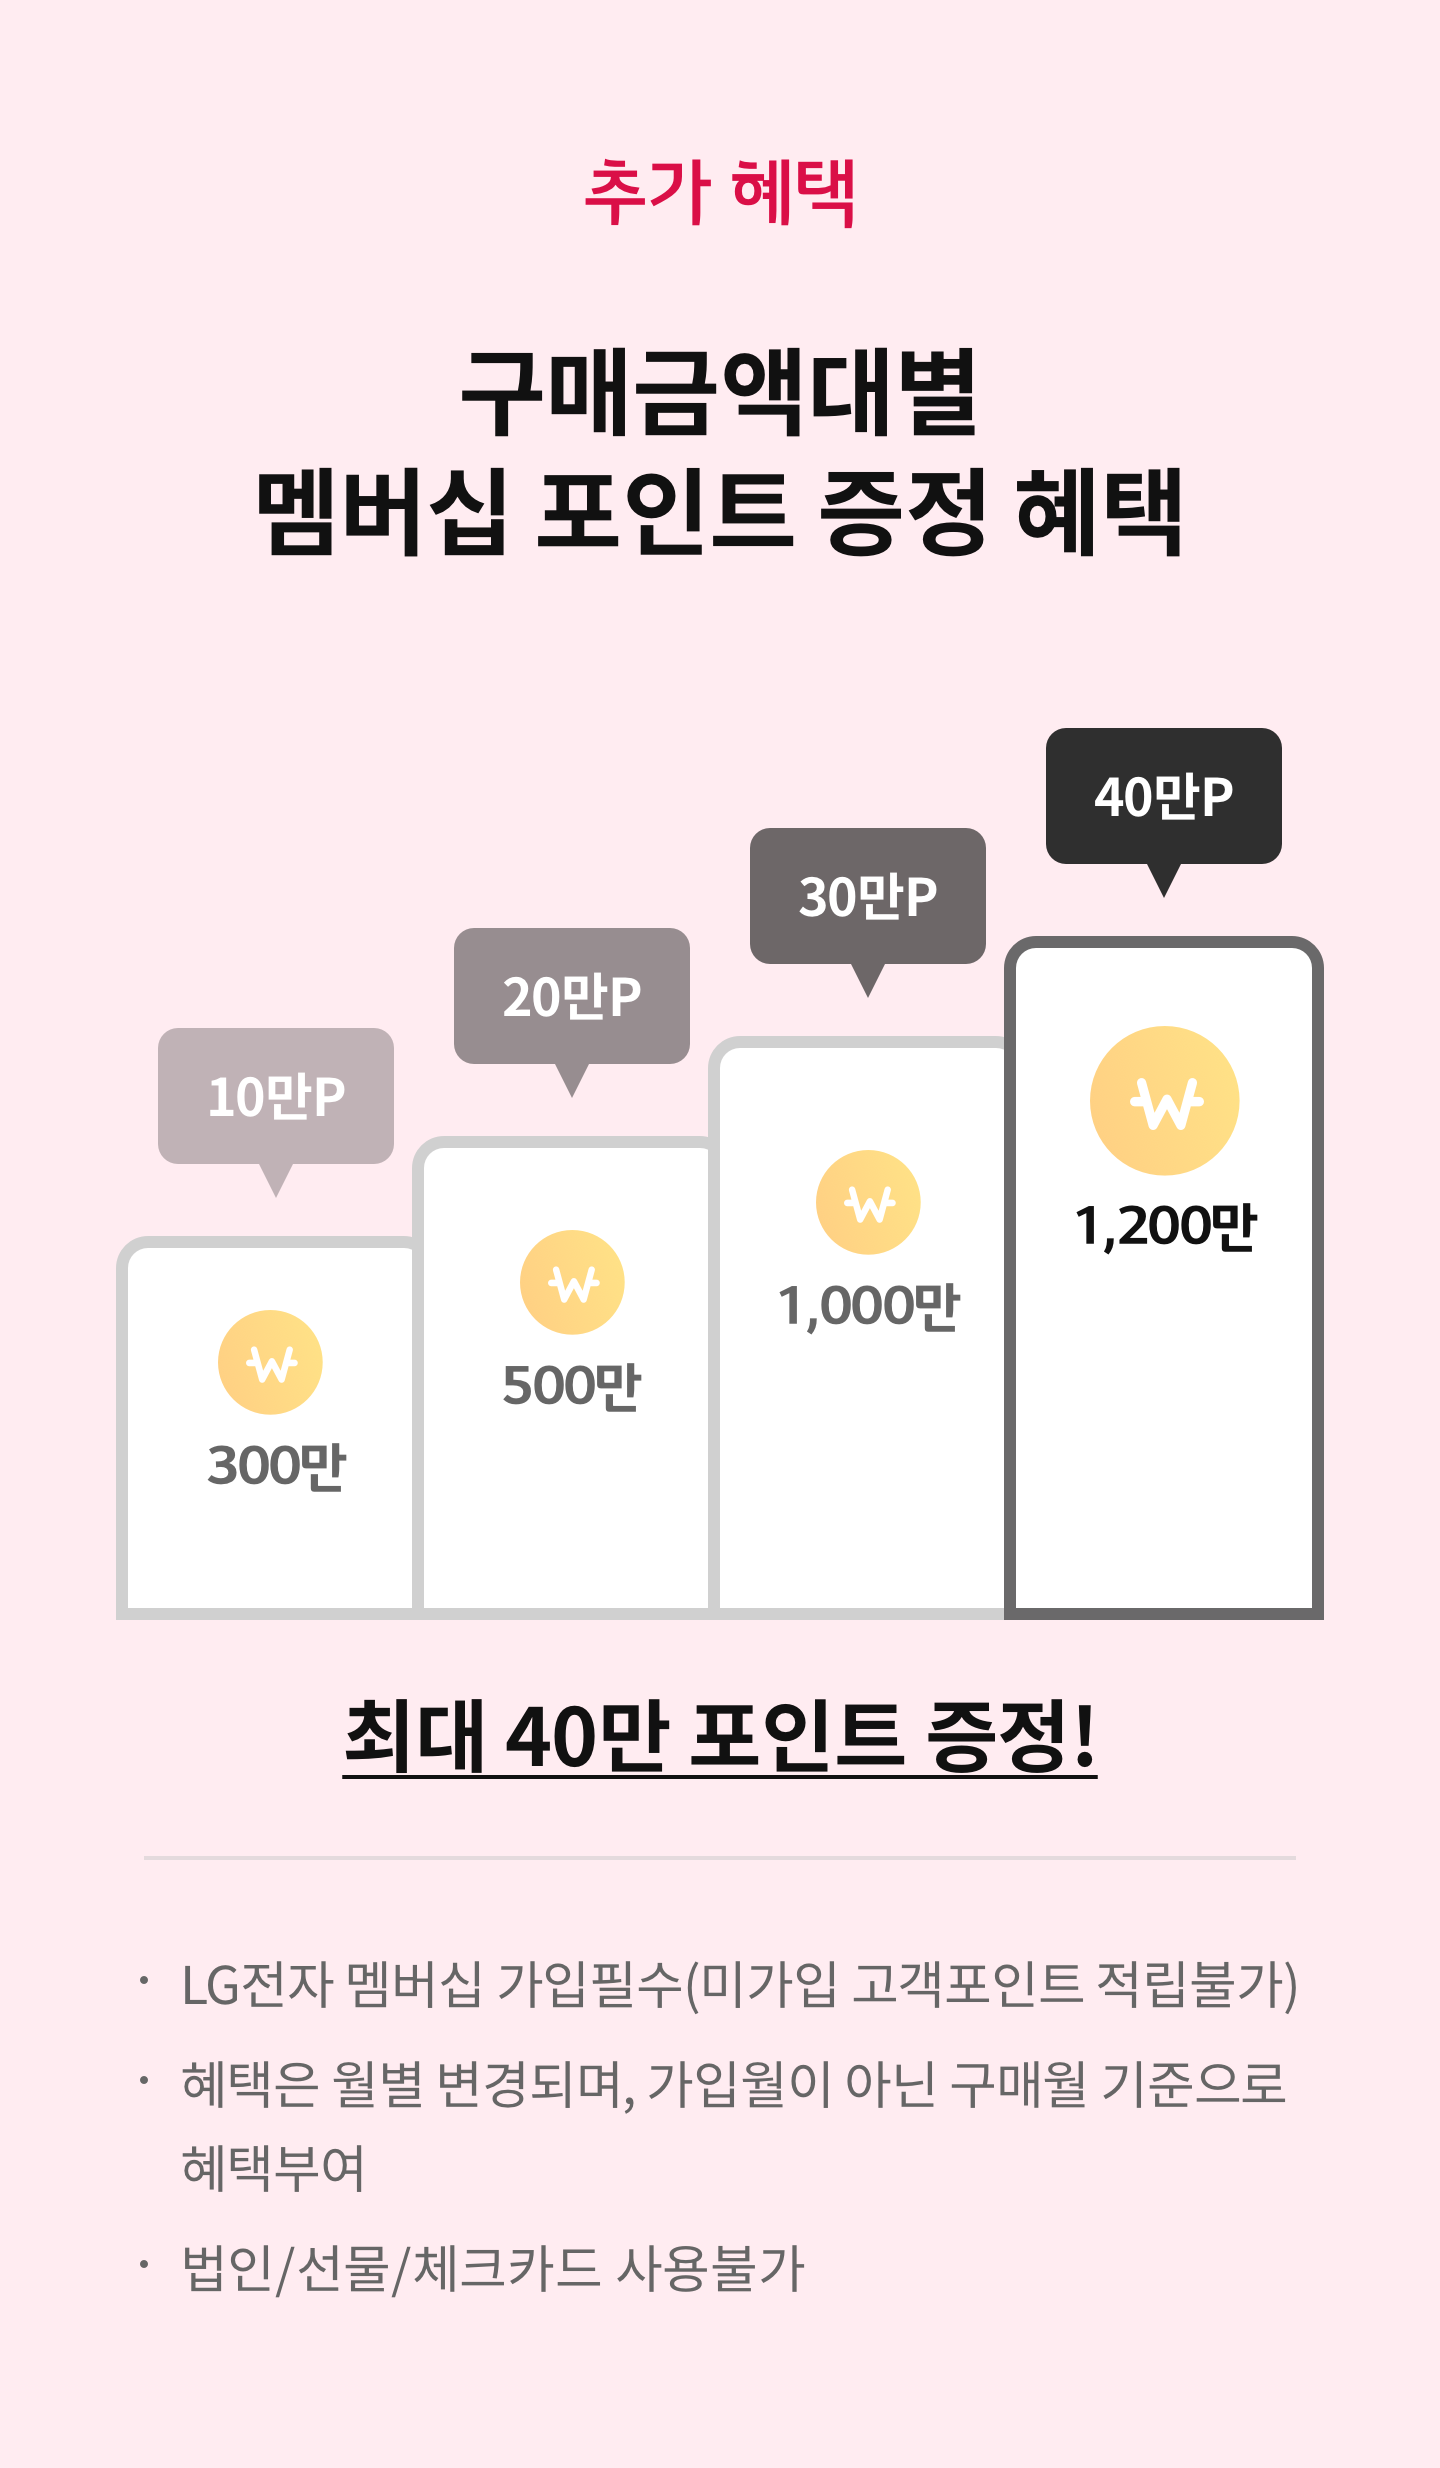 추가 혜택
구매금액대별
멤버십 포인트 증정 혜택
10만P
20만P
30만P
40만P
300만
500만
1,000만
1,200만
최대 40만 포인트 증정!
· LG전자 멤버십 가입필수(미가입 고객포인트 적립불가)
· 혜택은 월별 변경되며, 가입월이 아닌 구매월 기준으로
혜택부여
· 법인/선물/체크카드 사용불가